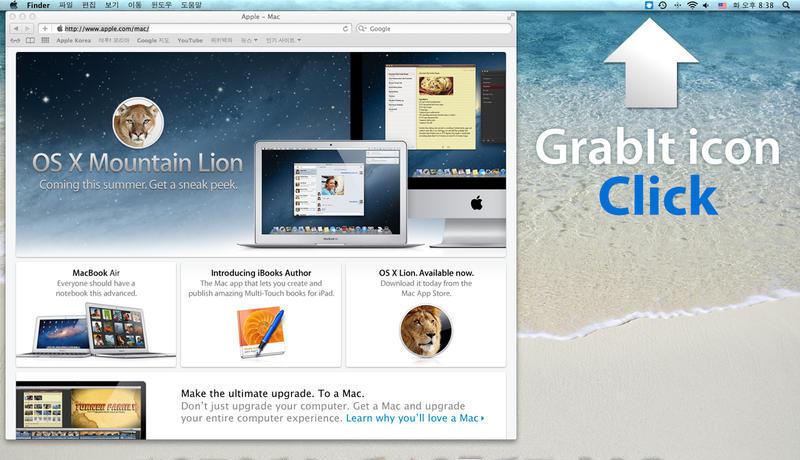 Finder 파일 편집 보기 이동 윈도우 도움말
화 오후 8:38
Apple – Mac
http://www.apple.com/mac/
Google
Apple Korea 애플 코리아 Google 지도 YouTube 위키백과 뉴스 인기 사이트
OS X Mountain Lion
Coming this summer. Get a sneak peek.
GrabIt icon
Click
MacBook Air
Everyone should have a
notebook this advanced.
Introducing iBooks Author
The Mac app that lets you create and
publish amazing Multi-Touch books for iPad.
OS X Lion. Available now.
Download it today from the
Mac App Store.
Make the ultimate upgrade. To a Mac.
Don't just upgrade your computer. Get a Mac and upgrade
your entire computer experience. Learn why you'll love a Mac